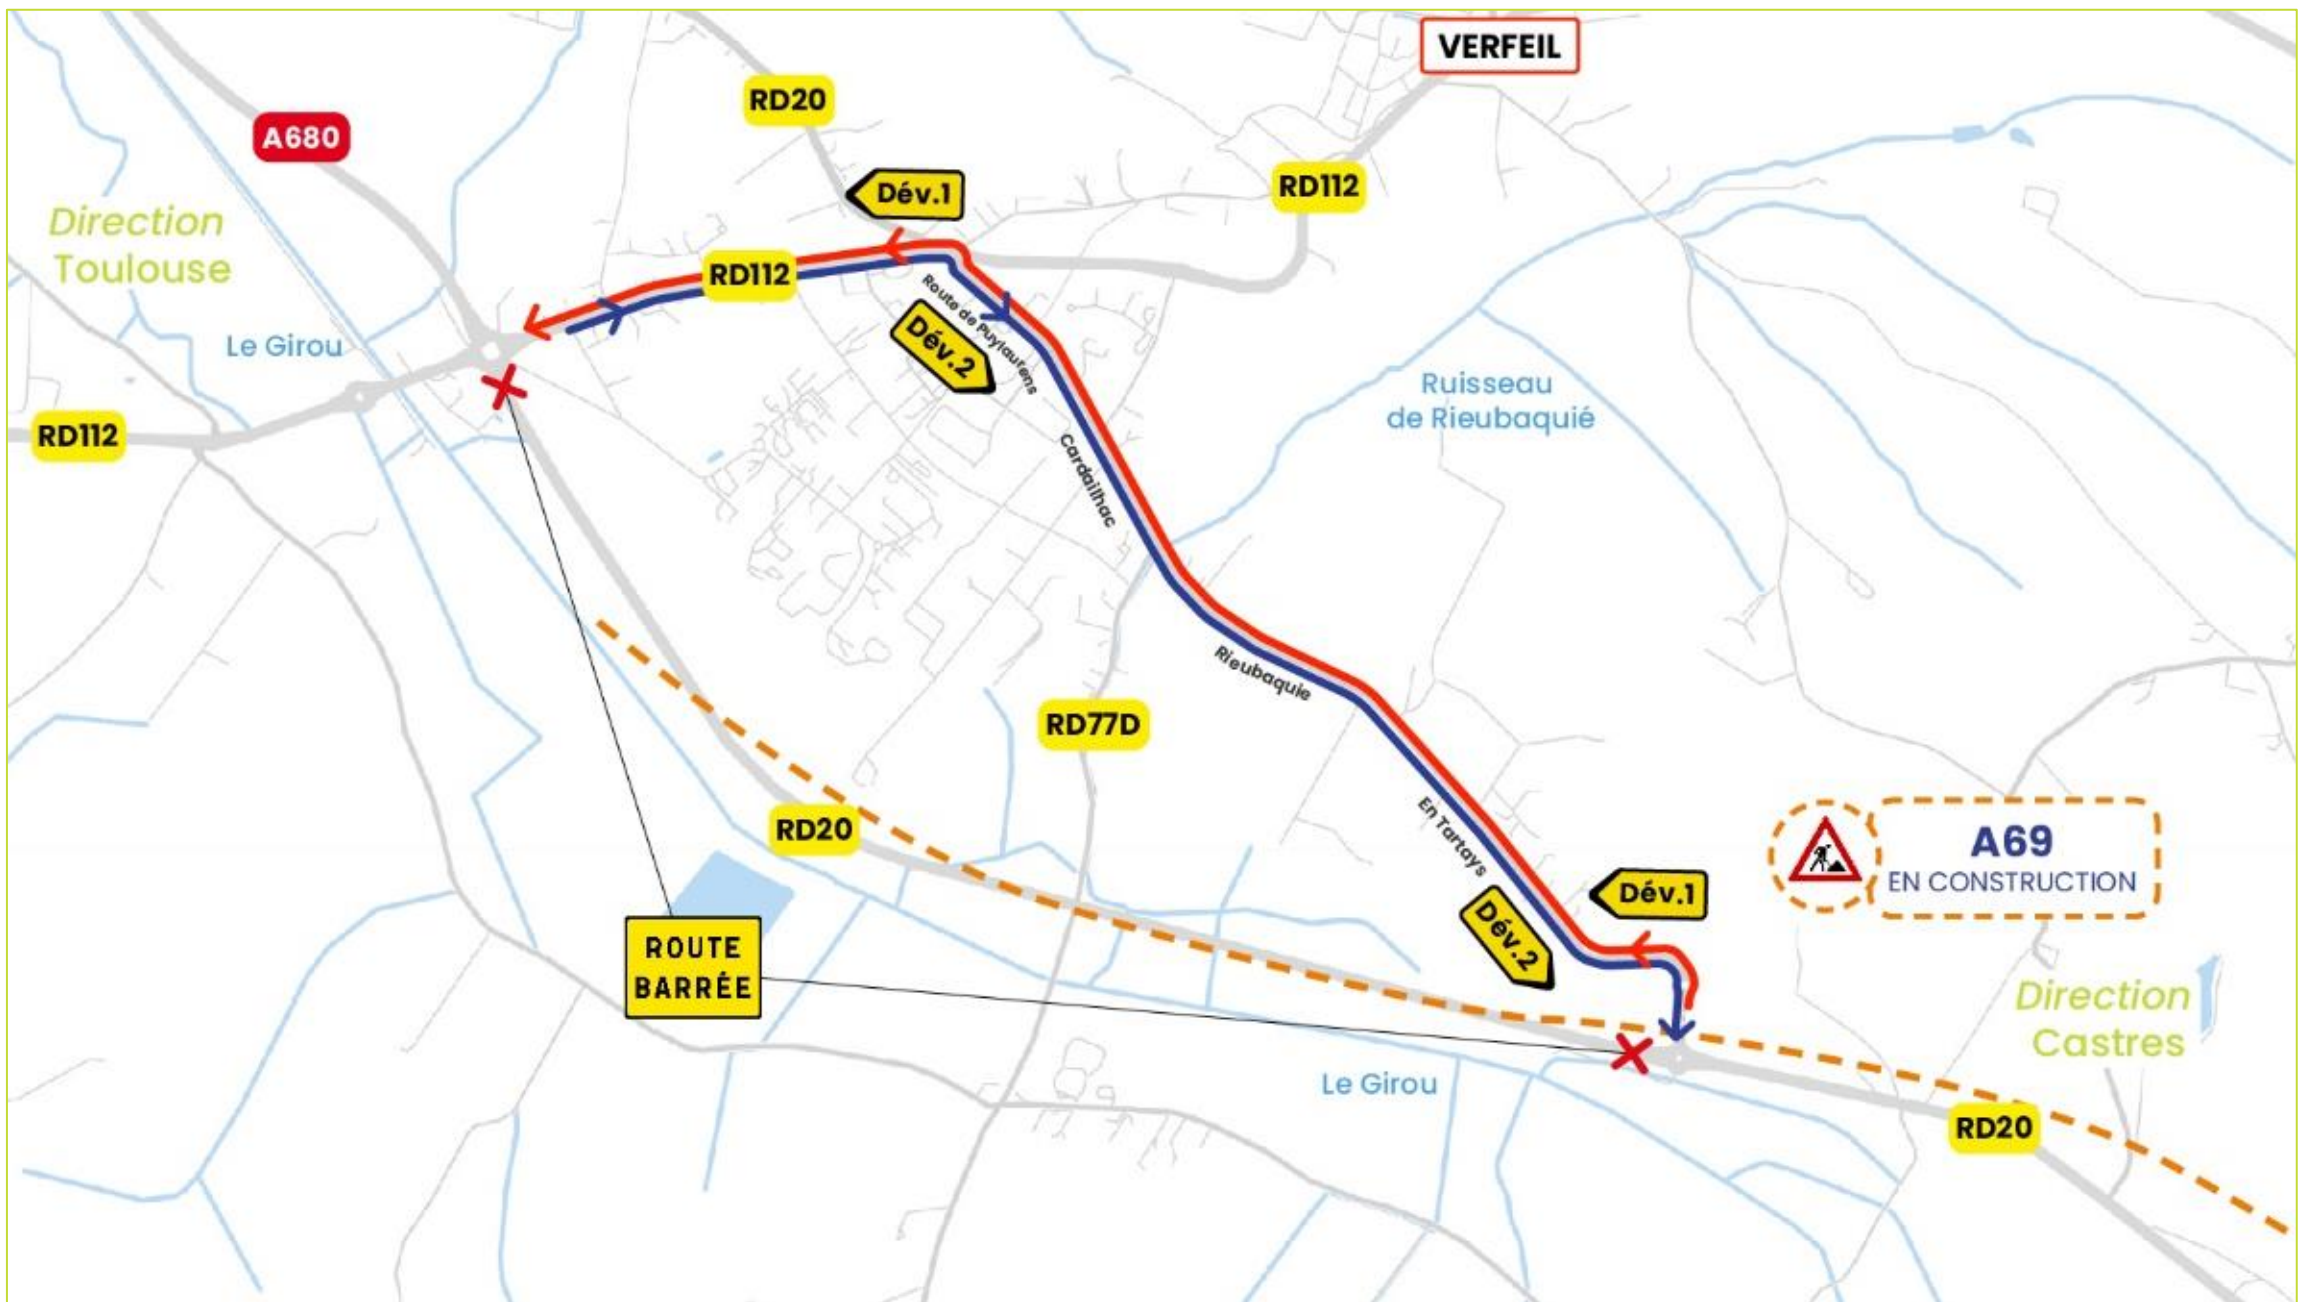 VERFEIL
RD20
A680
Dév.1
RD112
Direction
Toulouse
RD112
Route de Puylaurens
Dév.2
Le Girou
Ruisseau
de Rieubaquié
RD112
Cardailhac
Rieubaquie
RD77D
RD20
En Tartays
A69
EN CONSTRUCTION
Dév.1
Dév.2
ROUTE
BARRÉE
Direction
Castres
Le Girou
RD20